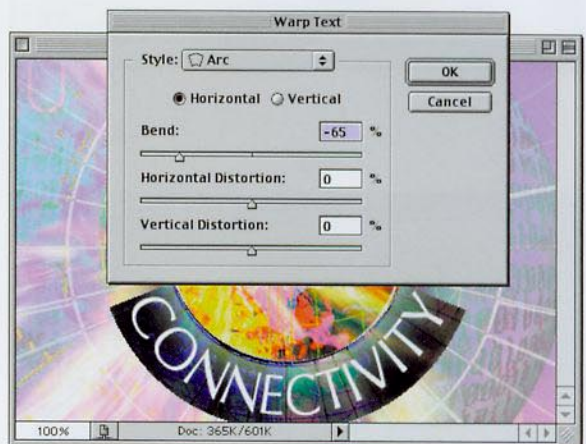 Warp Text
Style: Arc
OK
Horizontal Vertical
Cancel
Bend: -65 %
Horizontal Distortion: 0 %
Vertical Distortion: 0 %
CONNECTIVITY
100% Doc: 365K/601K